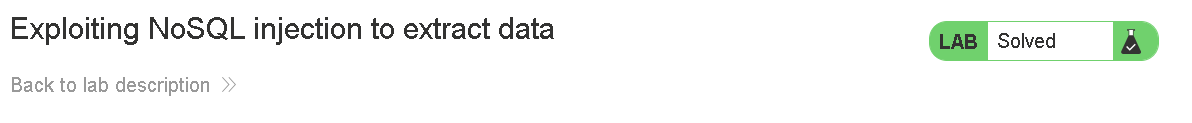 Exploiting NoSQL injection to extract data
LAB Solved
Back to lab description